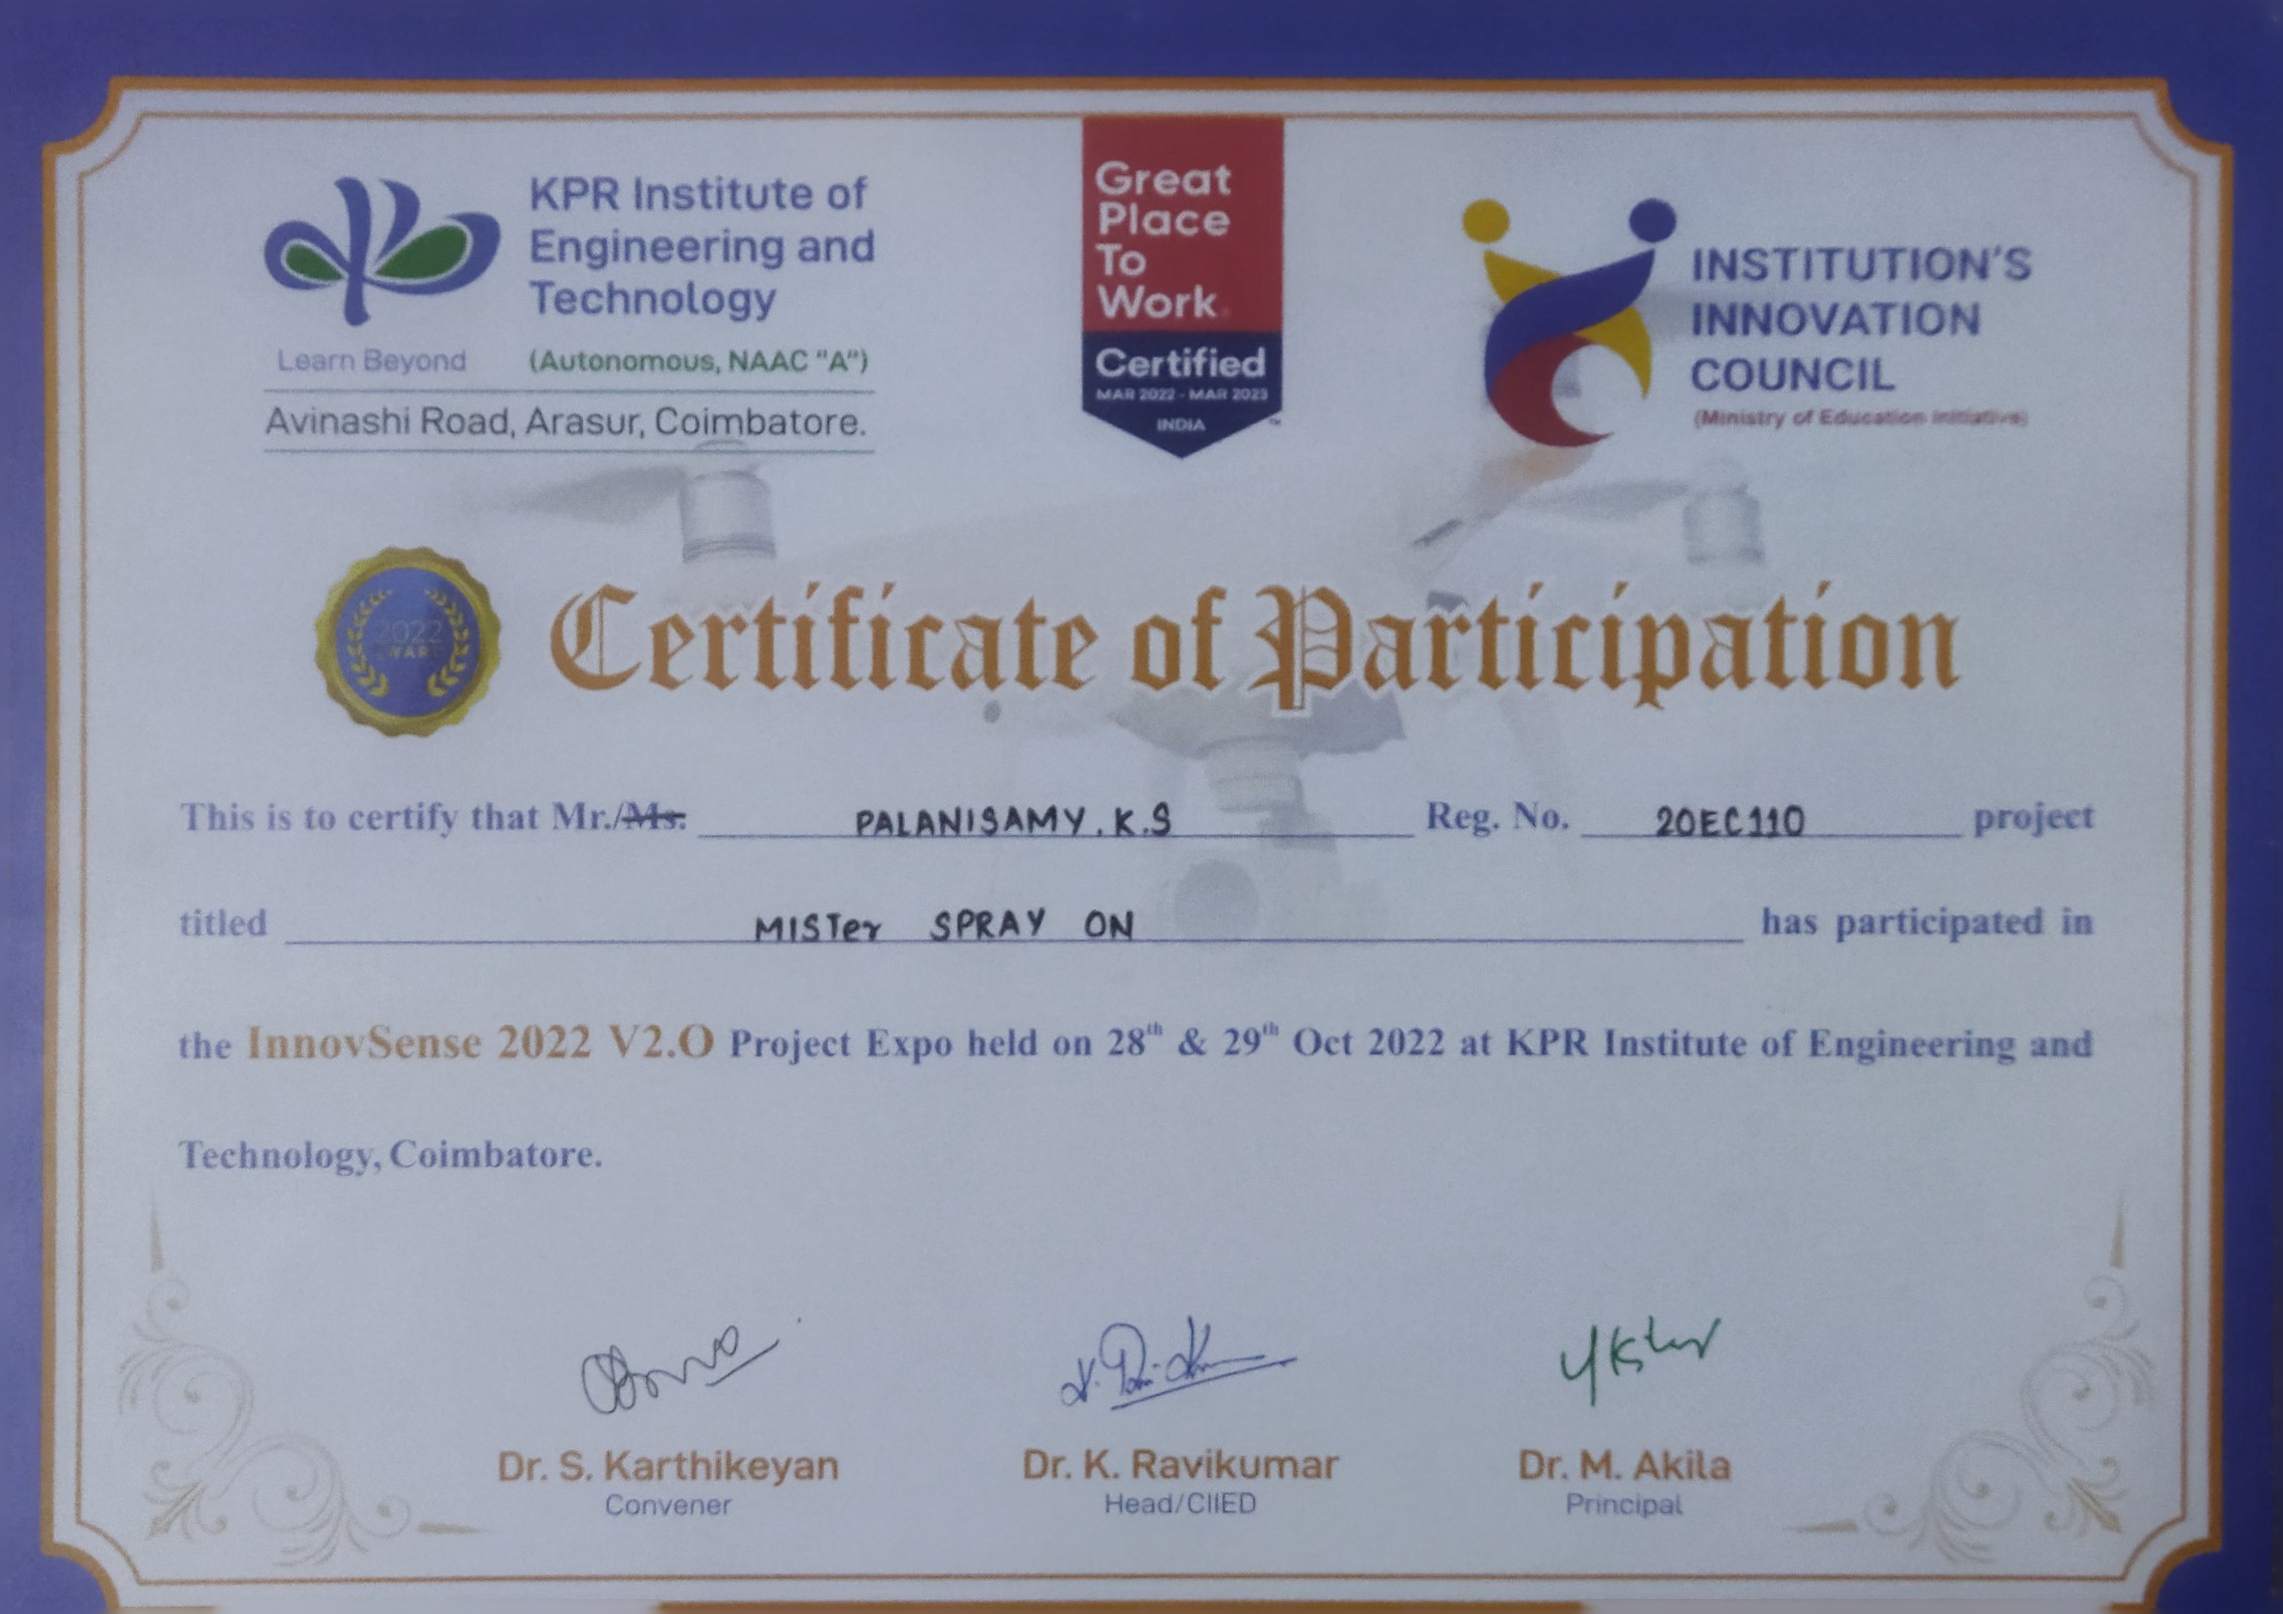 KPR Institute of
Engineering and
Technology
Learn Beyond (Autonomous, NAAC "A")
Avinashi Road, Arasur, Coimbatore.
Great
Place
To
Work
Certified
MAR 2022 - MAR 2023
INDIA
INSTITUTION'S
INNOVATION
COUNCIL
(Ministry of Education Initiative)
2022
AWARD
Certificate of Participation
This is to certify that Mr./Ms. PALANISAMY.K.S Reg. No. 20EC110 project
titled MISTer SPRAY ON has participated in
the InnovSense 2022 V2.O Project Expo held on 28th & 29th Oct 2022 at KPR Institute of Engineering and
Technology, Coimbatore.
Dr. S. Karthikeyan
Convener
Dr. K. Ravikumar
Head/CIIED
Dr. M. Akila
Principal